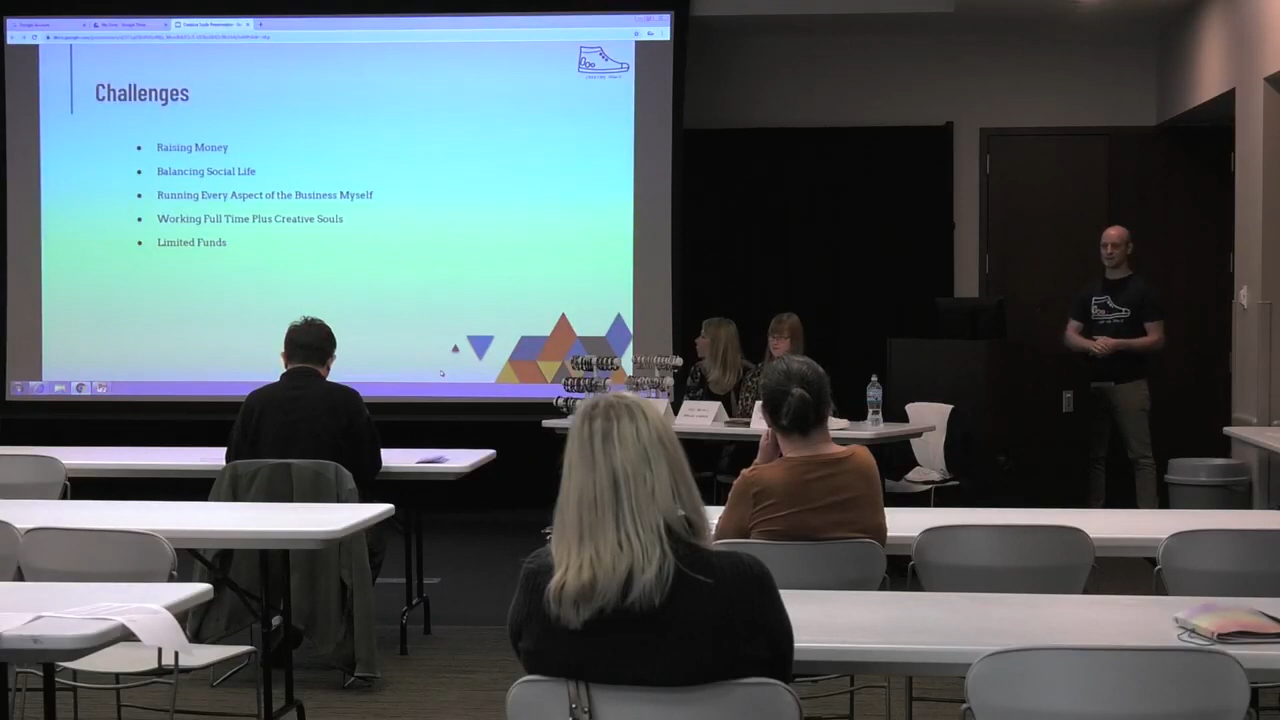 Challenges
• Raising Money
• Balancing Social Life
• Running Every Aspect of the Business Myself
• Working Full Time Plus Creative Souls
• Limited Funds